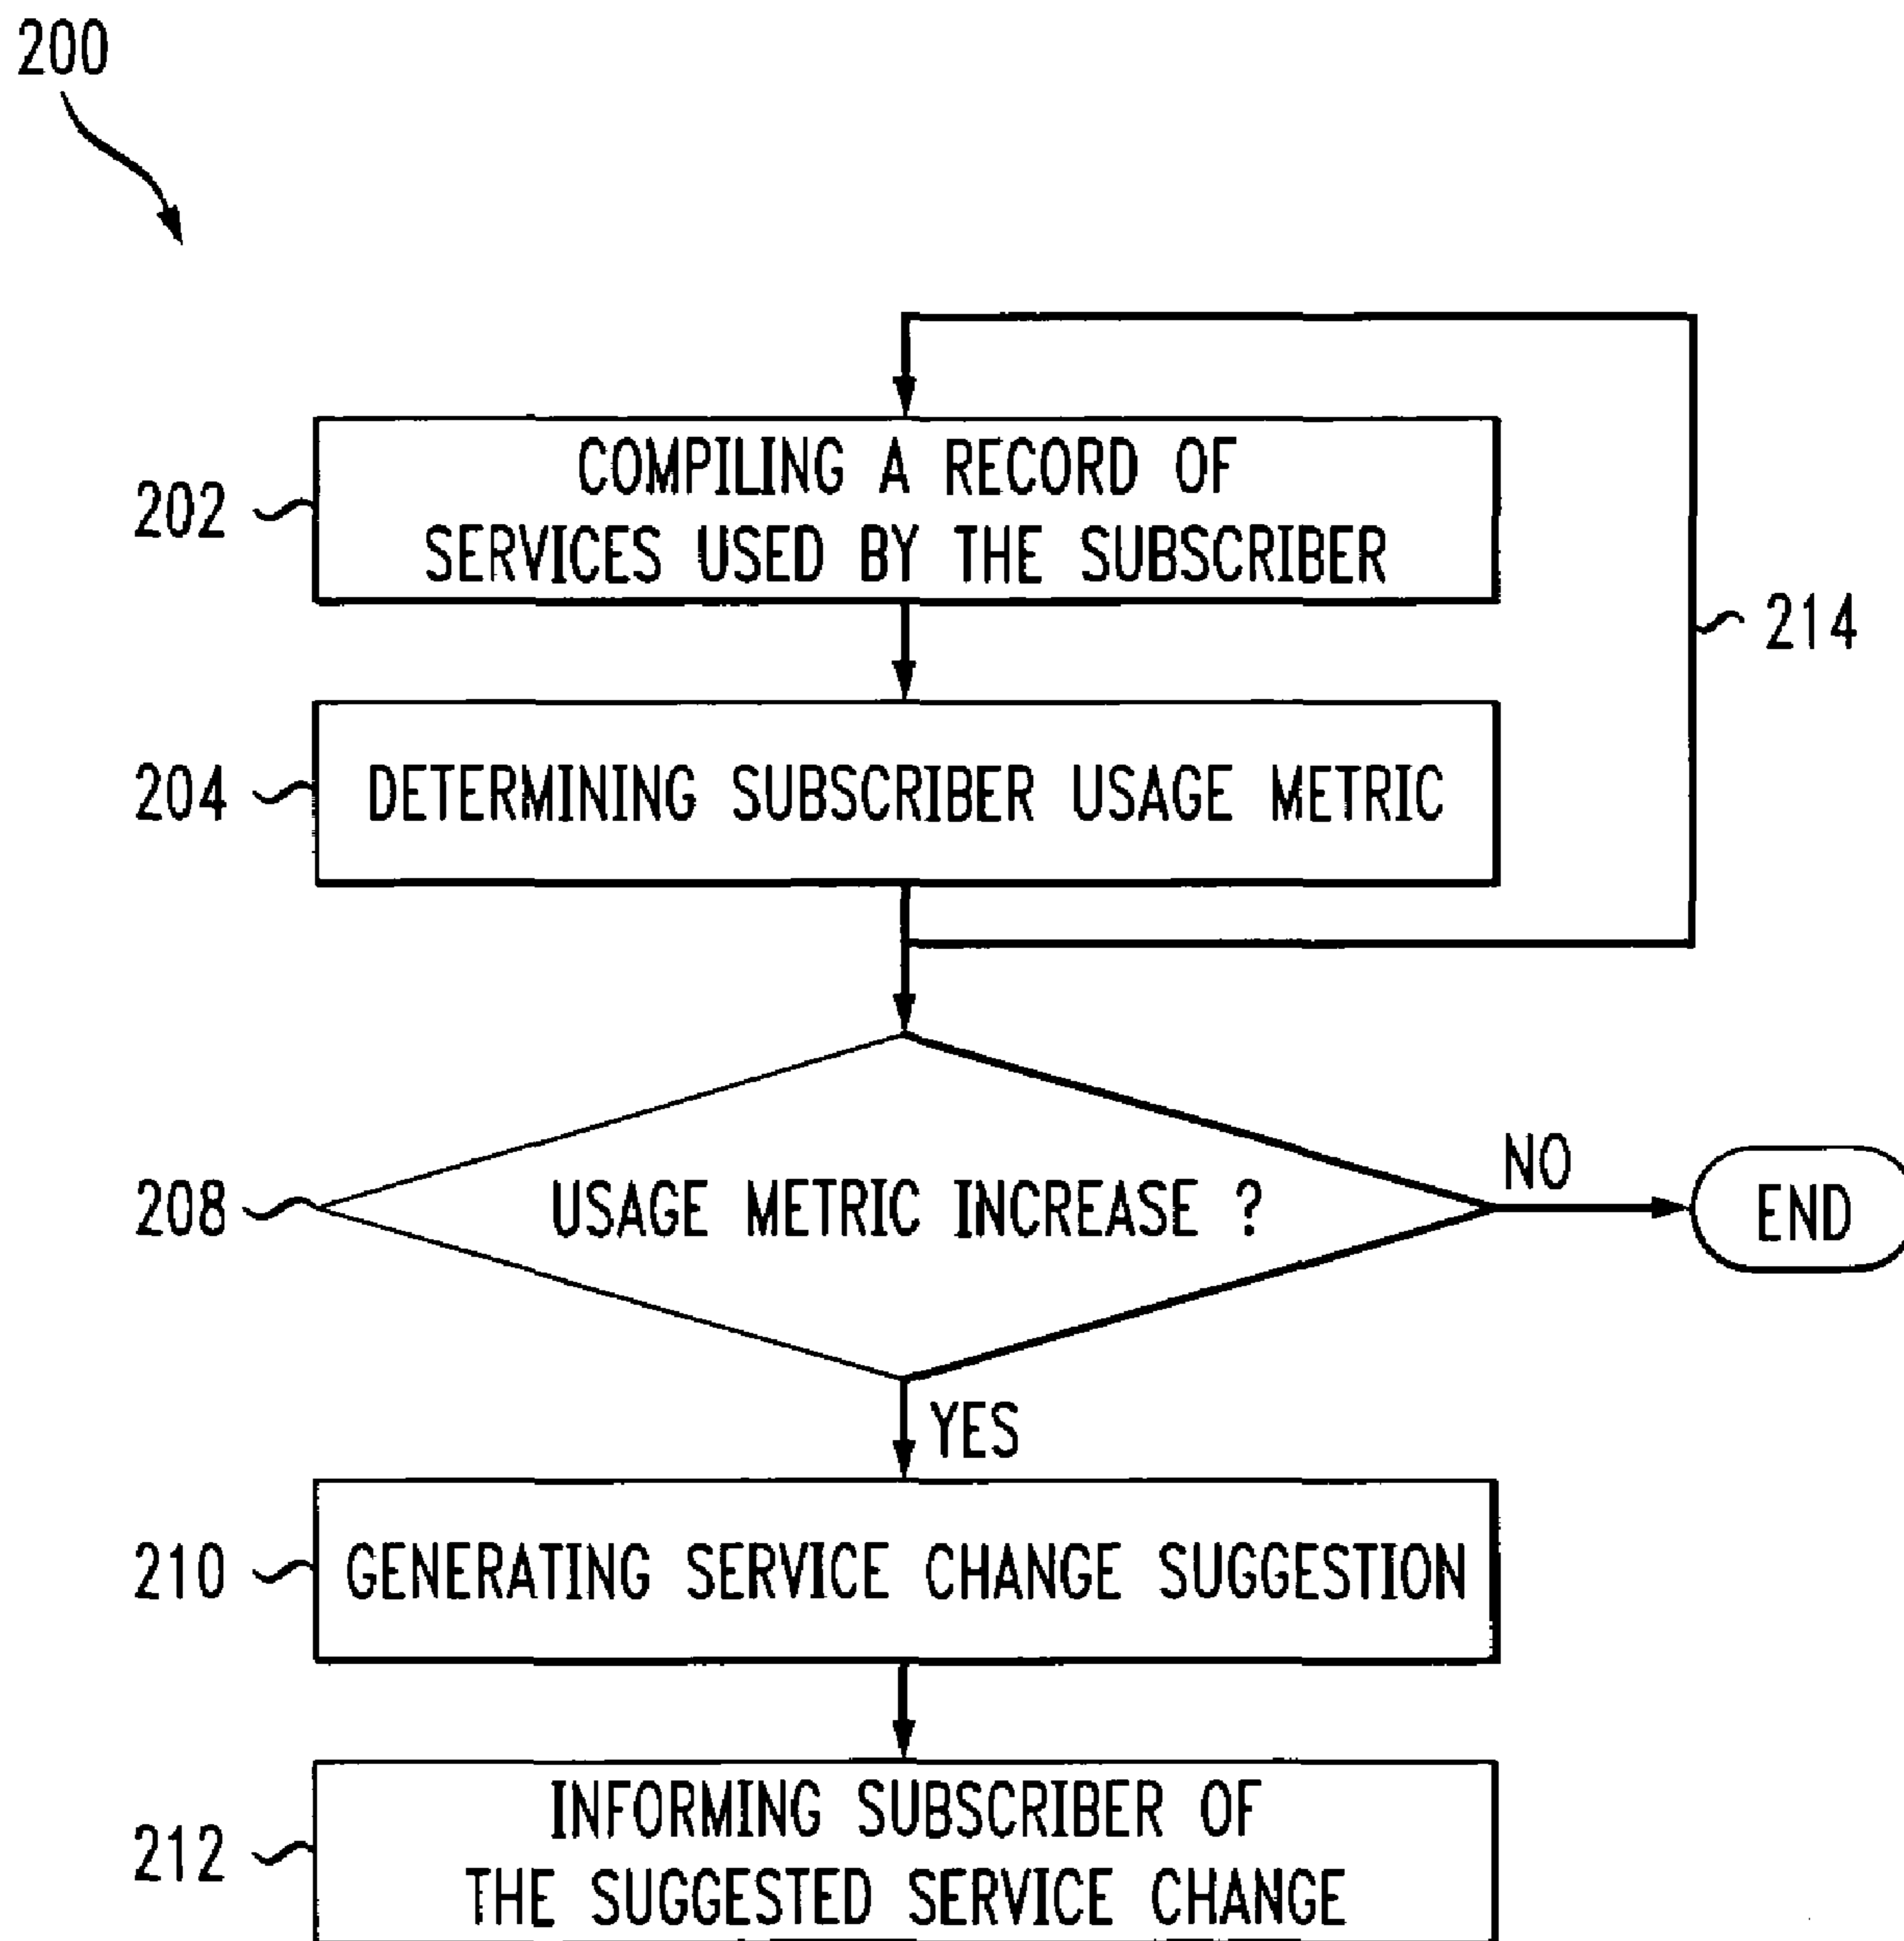 200
COMPILING A RECORD OF
SERVICES USED BY THE SUBSCRIBER
202
214
DETERMINING SUBSCRIBER USAGE METRIC
204
USAGE METRIC INCREASE ?
208
NO
END
YES
GENERATING SERVICE CHANGE SUGGESTION
210
INFORMING SUBSCRIBER OF
THE SUGGESTED SERVICE CHANGE
212